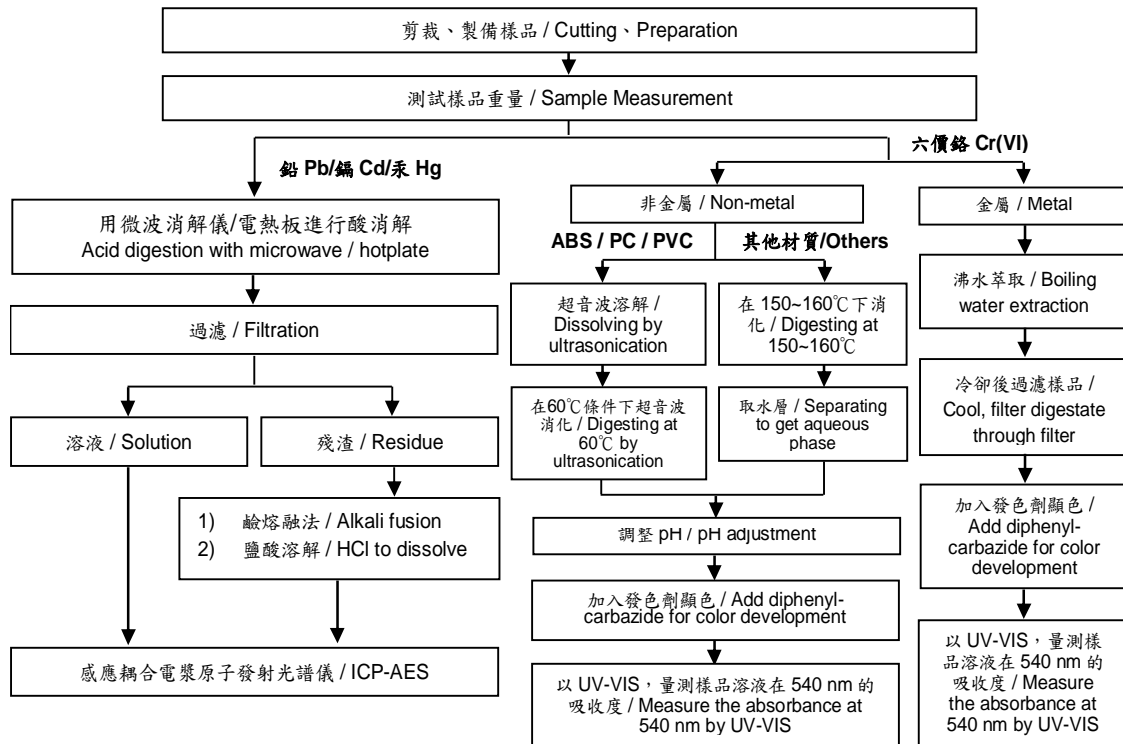 剪裁、製備樣品 / Cutting、Preparation
測試樣品重量 / Sample Measurement
鉛 Pb/鎘 Cd/汞 Hg
六價鉻 Cr(VI)
用微波消解儀/電熱板進行酸消解
Acid digestion with microwave / hotplate
過濾 / Filtration
溶液 / Solution
殘渣 / Residue
1) 鹼熔融法 / Alkali fusion
2) 鹽酸溶解 / HCl to dissolve
感應耦合電漿原子發射光譜儀 / ICP-AES
非金屬 / Non-metal
ABS / PC / PVC
其他材質/Others
超音波溶解 /
Dissolving by
ultrasonication
在60℃條件下超音波
消化 / Digesting at
60℃ by
ultrasonication
在 150~160℃下消
化 / Digesting at
150~160℃
取水層 / Separating
to get aqueous
phase
調整 pH / pH adjustment
加入發色劑顯色 / Add diphenyl-
carbazide for color development
以 UV-VIS，量測樣品溶液在 540 nm 的
吸收度 / Measure the absorbance at
540 nm by UV-VIS
金屬 / Metal
沸水萃取 / Boiling
water extraction
冷卻後過濾樣品 /
Cool, filter digestate
through filter
加入發色劑顯色 /
Add diphenyl-
carbazide for color
development
以 UV-VIS，量測樣
品溶液在 540 nm 的
吸收度 / Measure
the absorbance at
540 nm by UV-VIS